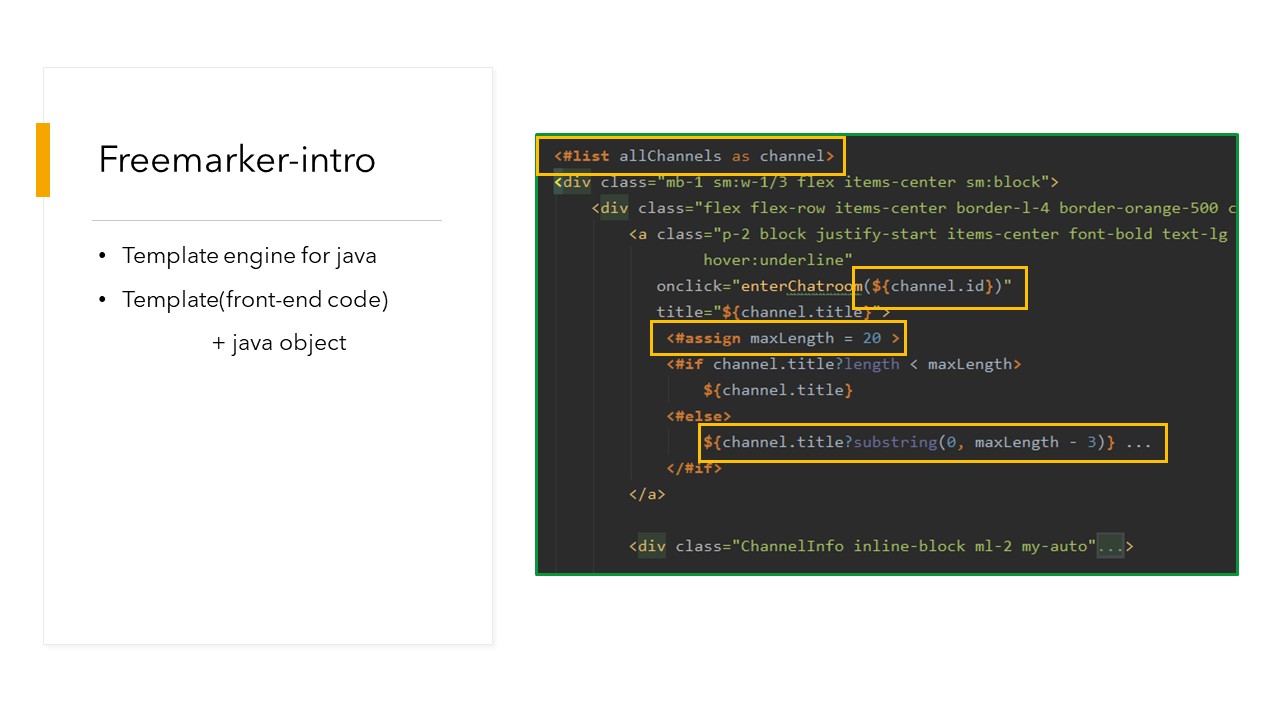 Freemarker-intro
• Template engine for java
• Template(front-end code)
+ java object
<#list allChannels as channel>
<div class="mb-1 sm:w-1/3 flex items-center sm:block">
<div class="flex flex-row items-center border-l-4 border-orange-500 c
<a class="p-2 block justify-start items-center font-bold text-lg
hover:underline"
onclick="enterChatroom(${channel.id})"
title="${channel.title}">
<#assign maxLength = 20 >
<#if channel.title?length < maxLength>
${channel.title}
<#else>
${channel.title?substring(0, maxLength - 3)} ...
</#if>
</a>
<div class="ChannelInfo inline-block ml-2 my-auto"...>